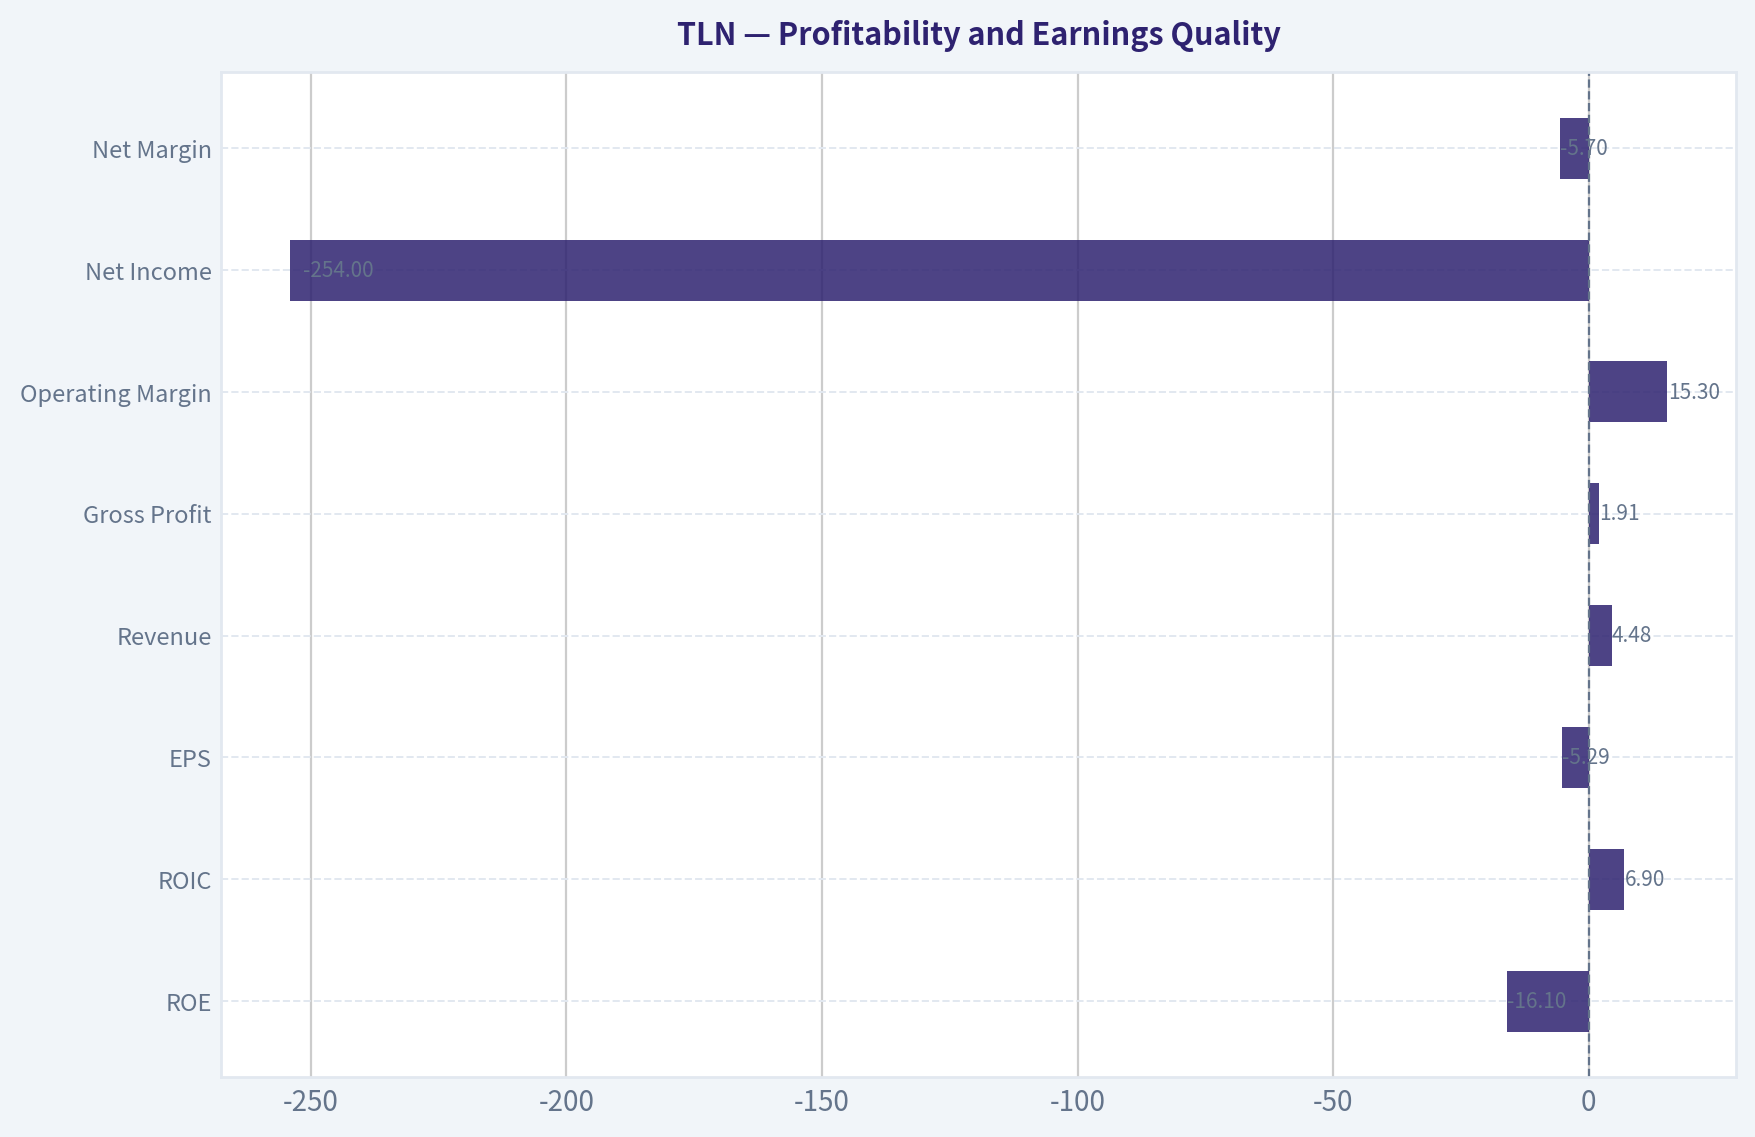 TLN — Profitability and Earnings Quality
Net Margin
-5.70
Net Income
-254.00
Operating Margin
15.30
Gross Profit
1.91
Revenue
4.48
EPS
-5.29
ROIC
6.90
ROE
-16.10
-250
-200
-150
-100
-50
0